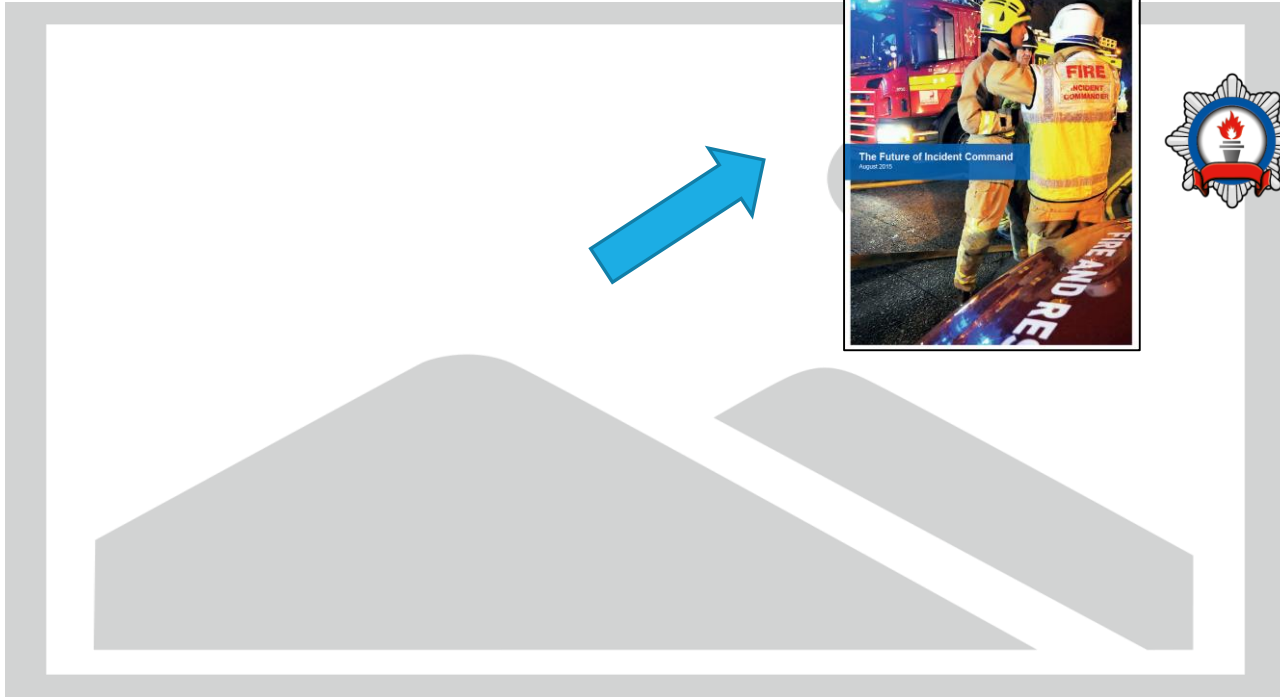 FIRE
INCIDENT
COMMANDER
The Future of Incident Command
August 2015
FIRE AND RES